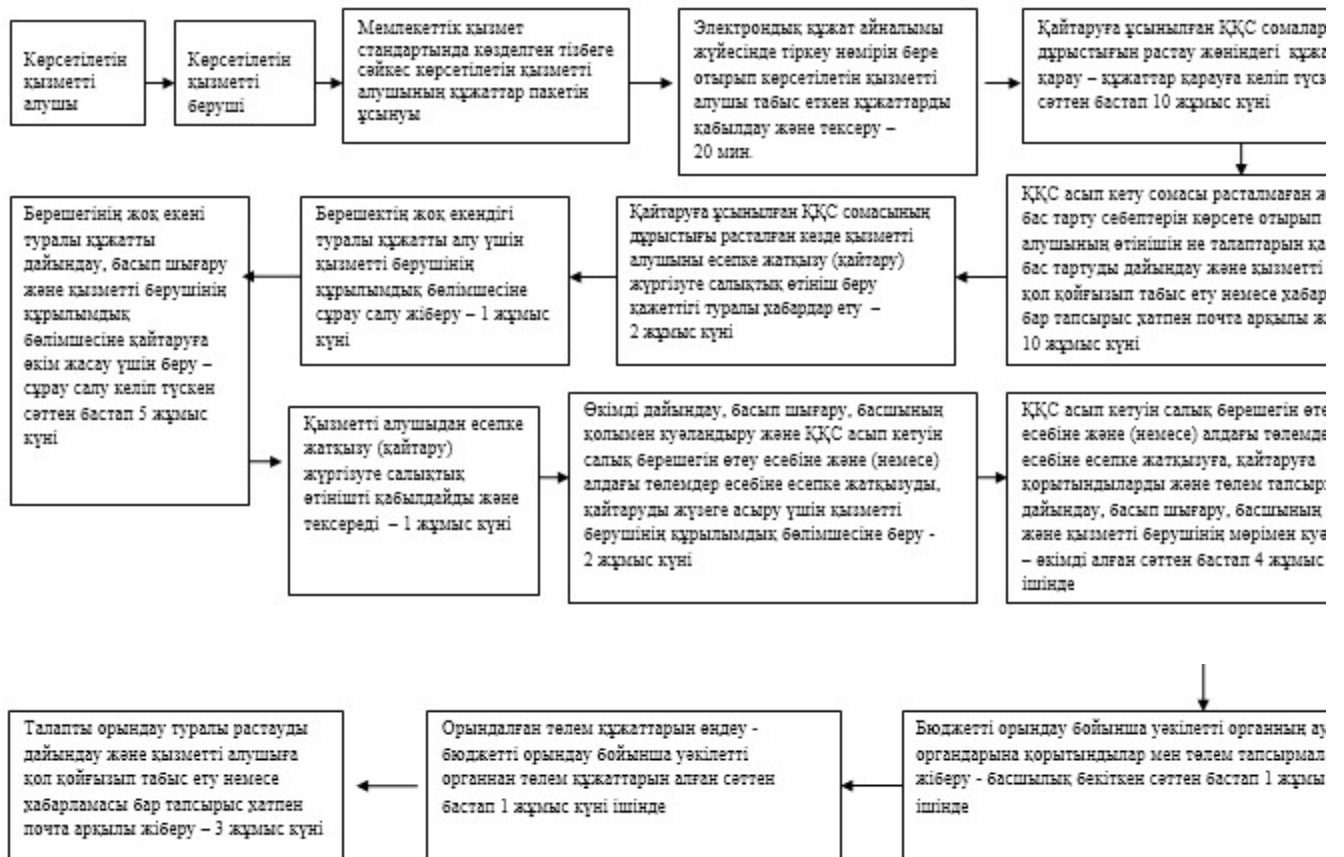 Көрсетілетін
қызметті
алушы
Көрсетілетін
қызметті
беруші
Мемлекеттік қызмет
стандартында көзделген тізбеге
сәйкес көрсетілетін қызметті
алушының құжаттар пакетін
ұсынуы
Электрондық құжат айналымы
жүйесінде тіркеу нөмірін бере
отырып көрсетілетін қызметті
алушы табыс еткен құжаттарды
қабылдау және тексеру –
20 мин.
Қайтаруға ұсынылған ҚҚС сомалар
дұрыстығын растау жөніндегі
қарау – құжаттар қарауға келіп
сәттен бастап 10 жұмыс күні
ҚҚС асып кету сомасы расталмаған
бас тарту себептерін көрсете отырып
алушының өтінішін не талаптарын
бас тартуды дайындау және қызметті
қол қойғызып табыс ету немесе
бар тапсырыс хатпен почта арқылы
10 жұмыс күні
Қайтаруға ұсынылған ҚҚС сомасының
дұрыстығы расталған кезде қызметті
алушыны есепке жатқызу (қайтару)
жүргізуге салықтық өтініш беру
қажеттігі туралы хабардар ету –
2 жұмыс күні
Берешектің жоқ екендігі
туралы құжатты алу үшін
қызметті берушінің
құрылымдық бөлімшесіне
сұрау салу жіберу – 1 жұмыс
күні
Берешегінің жоқ екені
туралы құжатты
дайындау, басып шығару
және қызметті берушінің
құрылымдық
бөлімшесіне қайтаруға
өкім жасау үшін беру –
сұрау салу келіп түскен
сәттен бастап 5 жұмыс
күні
Қызметті алушыдан есепке
жатқызу (қайтару)
жүргізуге салықтық
өтінішті қабылдайды және
тексереді – 1 жұмыс күні
Өкімді дайындау, басып шығару, басшының
қолымен куәландыру және ҚҚС асып кетуін
салық берешегін өтеу есебіне және (немесе)
алдағы төлемдер есебіне есепке жатқызуды,
қайтаруды жүзеге асыру үшін қызметті
берушінің құрылымдық бөлімшесіне беру -
2 жұмыс күні
ҚҚС асып кетуін салық берешегін
есебіне және (немесе) алдағы
есебіне есепке жатқызуға, қайтаруға
қорытындыларды және төлем
дайындау, басып шығару, басшының
және қызметті берушінің мөрімен
– өкімді алған сәттен бастап 4 жұмыс
ішінде
Бюджетті орындау бойынша уәкілетті органның
органдарына қорытындылар мен төлем
жіберу - басшылық бекіткен сәттен бастап 1
ішінде
Орындалған төлем құжаттарын өңдеу -
бюджетті орындау бойынша уәкілетті
органнан төлем құжаттарын алған сәттен
бастап 1 жұмыс күні ішінде
Талапты орындау туралы растауды
дайындау және қызметті алушыға
қол қойғызып табыс ету немесе
хабарламасы бар тапсырыс хатпен
почта арқылы жіберу – 3 жұмыс күні